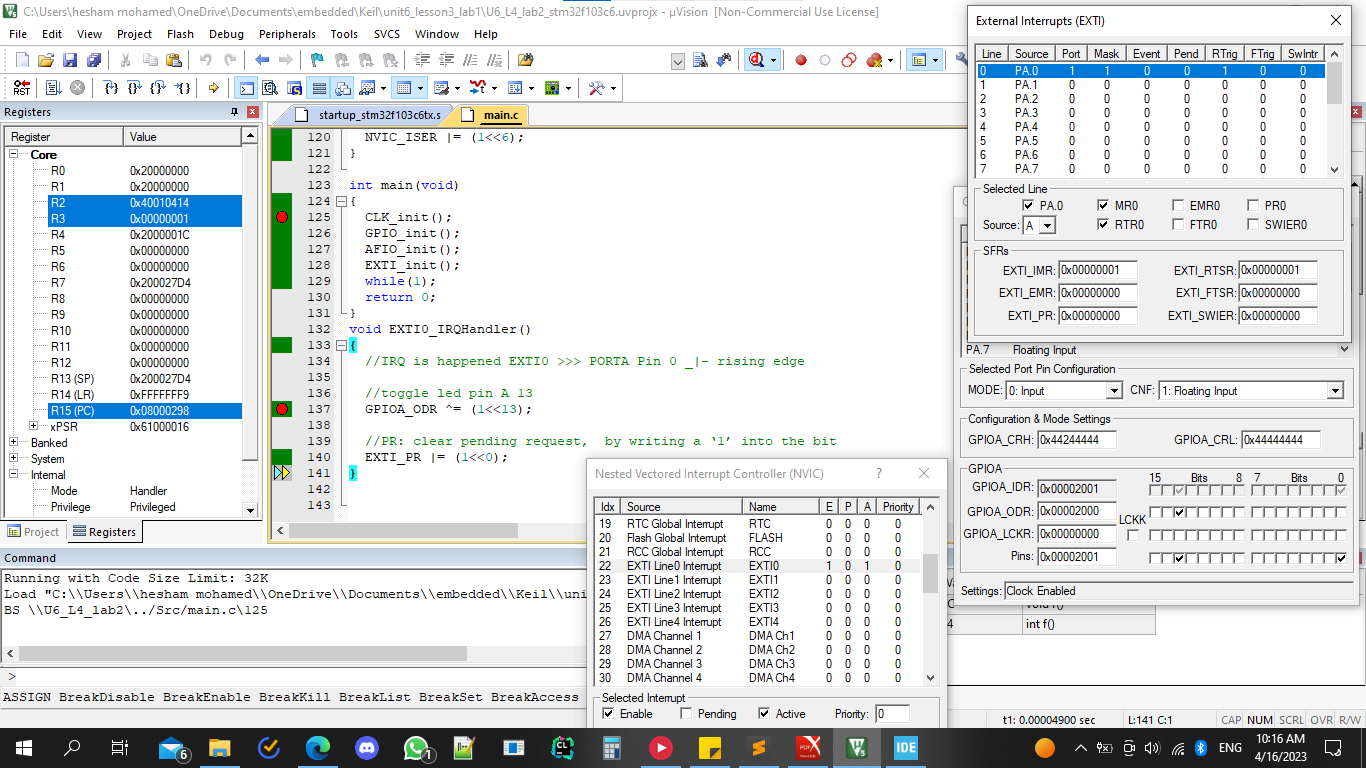 C:\Users\hesham mohamed\OneDrive\Documents\embedded\Keil\unit6_lesson3_lab1\U6_L4_lab2_stm32f103c6.uvprojx - µVision [Non-Commercial Use License]
File Edit View Project Flash Debug Peripherals Tools SVCS Window Help
Registers
Register Value
Core
R0 0x20000000
R1 0x20000000
R2 0x40010414
R3 0x00000001
R4 0x2000001C
R5 0x00000000
R6 0x00000000
R7 0x200027D4
R8 0x00000000
R9 0x00000000
R10 0x00000000
R11 0x00000000
R12 0x00000000
R13 (SP) 0x200027D4
R14 (LR) 0xFFFFFFF9
R15 (PC) 0x08000298
xPSR 0x61000016
Banked
System
Internal
Mode Handler
Privilege Privileged
Project Registers
startup_stm32f103c6tx.s main.c
120 NVIC_ISER |= (1<<6);
121 }
122
123 int main(void)
124 {
125 CLK_init();
126 GPIO_init();
127 AFIO_init();
128 EXTI_init();
129 while(1);
130 return 0;
131 }
132 void EXTI0_IRQHandler()
133 {
134 //IRQ is happened EXTI0 >>> PORTA Pin 0 _|- rising edge
135
136 //toggle led pin A 13
137 GPIOA_ODR ^= (1<<13);
138
139 //PR: clear pending request, by writing a ‘1’ into the bit
140 EXTI_PR |= (1<<0);
141 }
142
143
External Interrupts (EXTI)
Line Source Port Mask Event Pend RTrig FTrig SwIntr
0 PA.0 1 1 0 0 1 0 0
1 PA.1 0 0 0 0 0 0 0
2 PA.2 0 0 0 0 0 0 0
3 PA.3 0 0 0 0 0 0 0
4 PA.4 0 0 0 0 0 0 0
5 PA.5 0 0 0 0 0 0 0
6 PA.6 0 0 0 0 0 0 0
7 PA.7 0 0 0 0 0 0 0
Selected Line
PA.0 MR0 EMR0 PR0
Source: A RTR0 FTR0 SWIER0
SFRs
EXTI_IMR: 0x00000001 EXTI_RTSR: 0x00000001
EXTI_EMR: 0x00000000 EXTI_FTSR: 0x00000000
EXTI_PR: 0x00000000 EXTI_SWIER: 0x00000000
PA.7 Floating Input
Selected Port Pin Configuration
MODE: 0: Input CNF: 1: Floating Input
Configuration & Mode Settings
GPIOA_CRH: 0x44244444 GPIOA_CRL: 0x44444444
GPIOA 15 Bits 8 7 Bits 0
GPIOA_IDR: 0x00002001
GPIOA_ODR: 0x00002000
LCKK
GPIOA_LCKR: 0x00000000
Pins: 0x00002001
Settings: Clock Enabled
int f()
Nested Vectored Interrupt Controller (NVIC) ?
Idx Source Name E P A Priority
19 RTC Global Interrupt RTC 0 0 0 0
20 Flash Global Interrupt FLASH 0 0 0 0
21 RCC Global Interrupt RCC 0 0 0 0
22 EXTI Line0 Interrupt EXTI0 1 0 1 0
23 EXTI Line1 Interrupt EXTI1 0 0 0 0
24 EXTI Line2 Interrupt EXTI2 0 0 0 0
25 EXTI Line3 Interrupt EXTI3 0 0 0 0
26 EXTI Line4 Interrupt EXTI4 0 0 0 0
27 DMA Channel 1 DMA Ch1 0 0 0 0
28 DMA Channel 2 DMA Ch2 0 0 0 0
29 DMA Channel 3 DMA Ch3 0 0 0 0
30 DMA Channel 4 DMA Ch4 0 0 0 0
Selected Interrupt
Enable Pending Active Priority: 0
Command
Running with Code Size Limit: 32K
Load "C:\\Users\\hesham mohamed\\OneDrive\\Documents\\embedded\\Keil\\uni
BS \\U6_L4_lab2\../Src/main.c\125
>
ASSIGN BreakDisable BreakEnable BreakKill BreakList BreakSet BreakAccess
t1: 0.00004900 sec L:141 C:1 CAP NUM SCRL OVR R/W
6 1 CL PDF IDE ENG 10:16 AM
4/16/2023